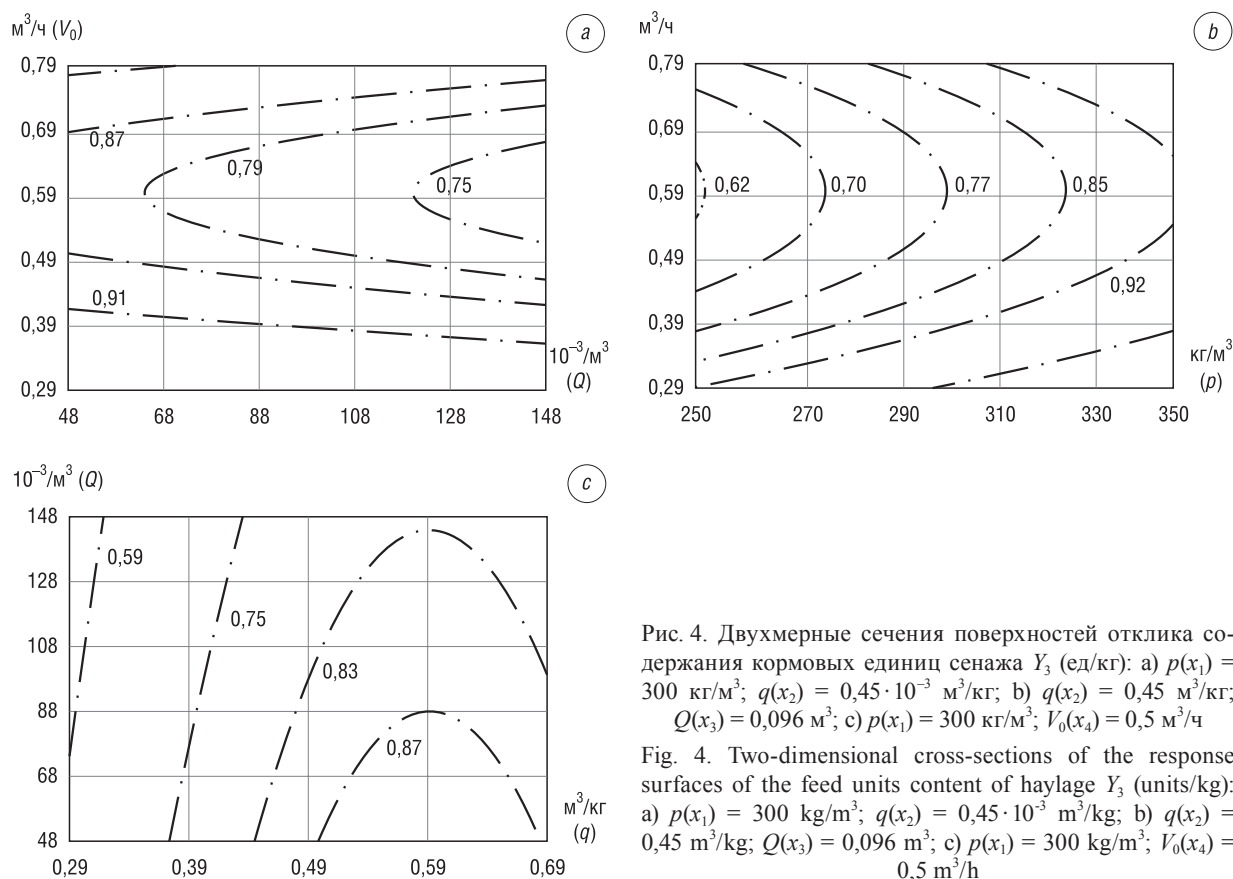 м³/ч (V₀)
a
0,79
0,69
0,59
0,49
0,39
0,29
0,87
0,79
0,75
0,91
10⁻³/м³
(Q)
48 68 88 108 128 148
м³/ч
b
0,79
0,69
0,59
0,49
0,39
0,29
0,62 0,70 0,77 0,85
0,92
кг/м³
(p)
250 270 290 310 330 350
10⁻³/м³ (Q)
c
148
128
108
88
68
48
0,59
0,75
0,83
0,87
м³/кг
(q)
0,29 0,39 0,49 0,59 0,69
Рис. 4. Двухмерные сечения поверхностей отклика со-
держания кормовых единиц сенажа Y₃ (ед/кг): a) p(x₁) =
300 кг/м³; q(x₂) = 0,45·10⁻³ м³/кг; b) q(x₂) = 0,45 м³/кг;
Q(x₃) = 0,096 м³; c) p(x₁) = 300 кг/м³; V₀(x₄) = 0,5 м³/ч
Fig. 4. Two-dimensional cross-sections of the response
surfaces of the feed units content of haylage Y₃ (units/kg):
a) p(x₁) = 300 kg/m³; q(x₂) = 0,45·10⁻³ m³/kg; b) q(x₂) =
0,45 m³/kg; Q(x₃) = 0,096 m³; c) p(x₁) = 300 kg/m³; V₀(x₄) =
0,5 m³/h